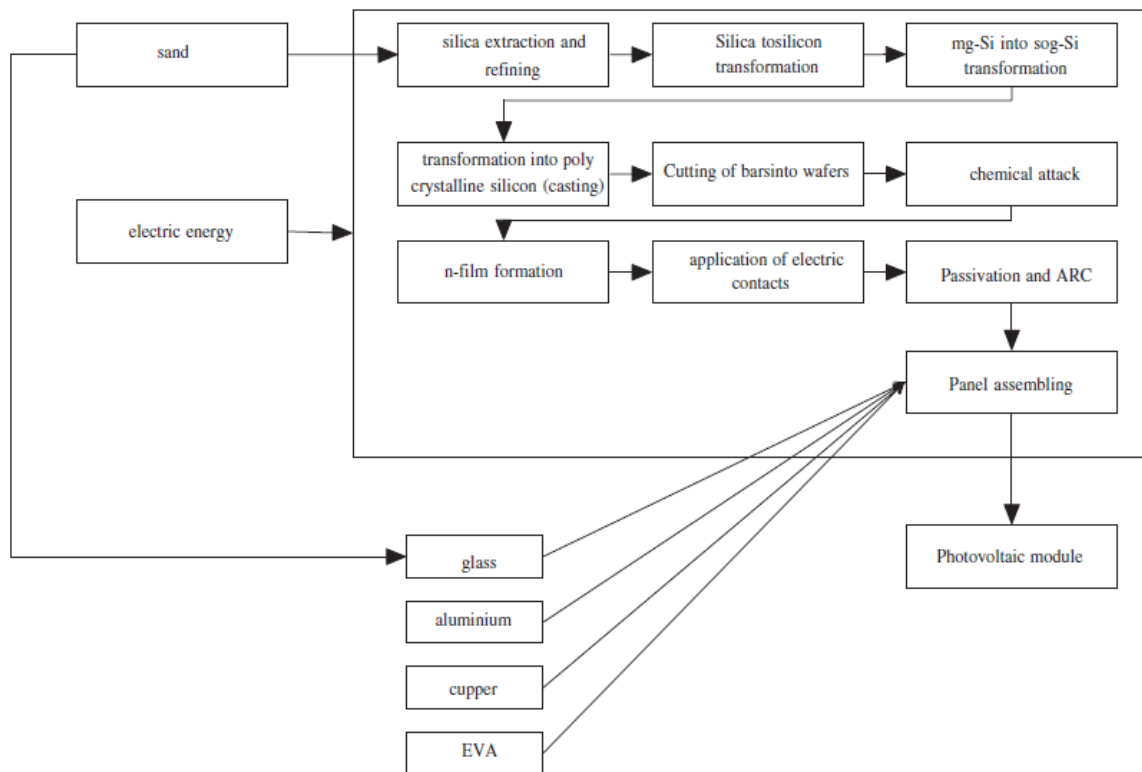 sand
silica extraction and
refining
Silica tosilicon
transformation
mg-Si into sog-Si
transformation
transformation into poly
crystalline silicon (casting)
Cutting of barsinto wafers
chemical attack
electric energy
n-film formation
application of electric
contacts
Passivation and ARC
Panel assembling
glass
Photovoltaic module
aluminium
cupper
EVA